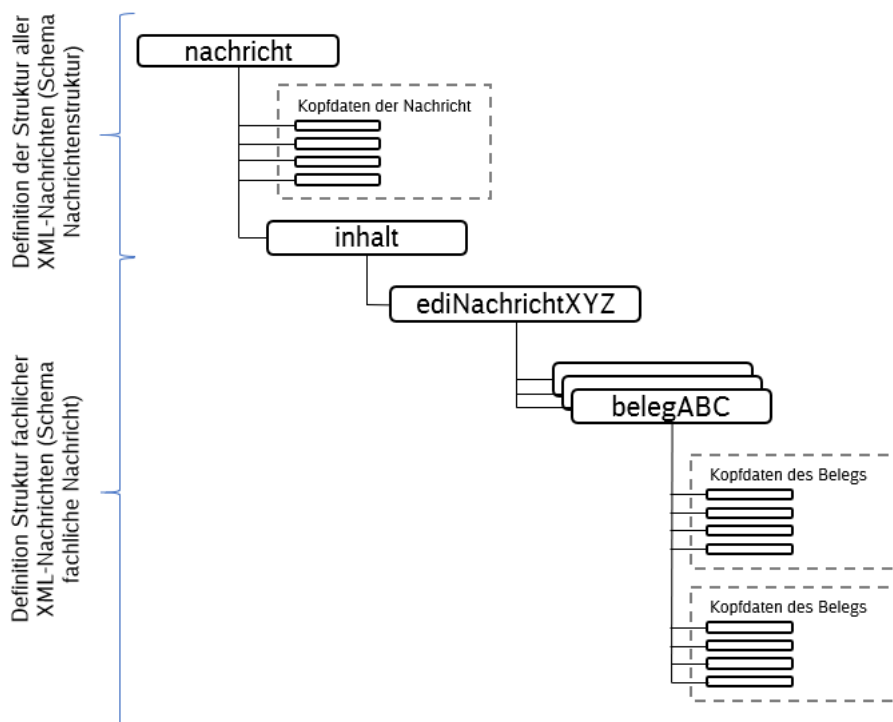 Definition der Struktur aller
XML-Nachrichten (Schema
Nachrichtenstruktur)
nachricht
Kopfdaten der Nachricht
inhalt
Definition Struktur fachlicher
XML-Nachrichten (Schema
fachliche Nachricht)
ediNachrichtXYZ
belegABC
Kopfdaten des Belegs
Kopfdaten des Belegs